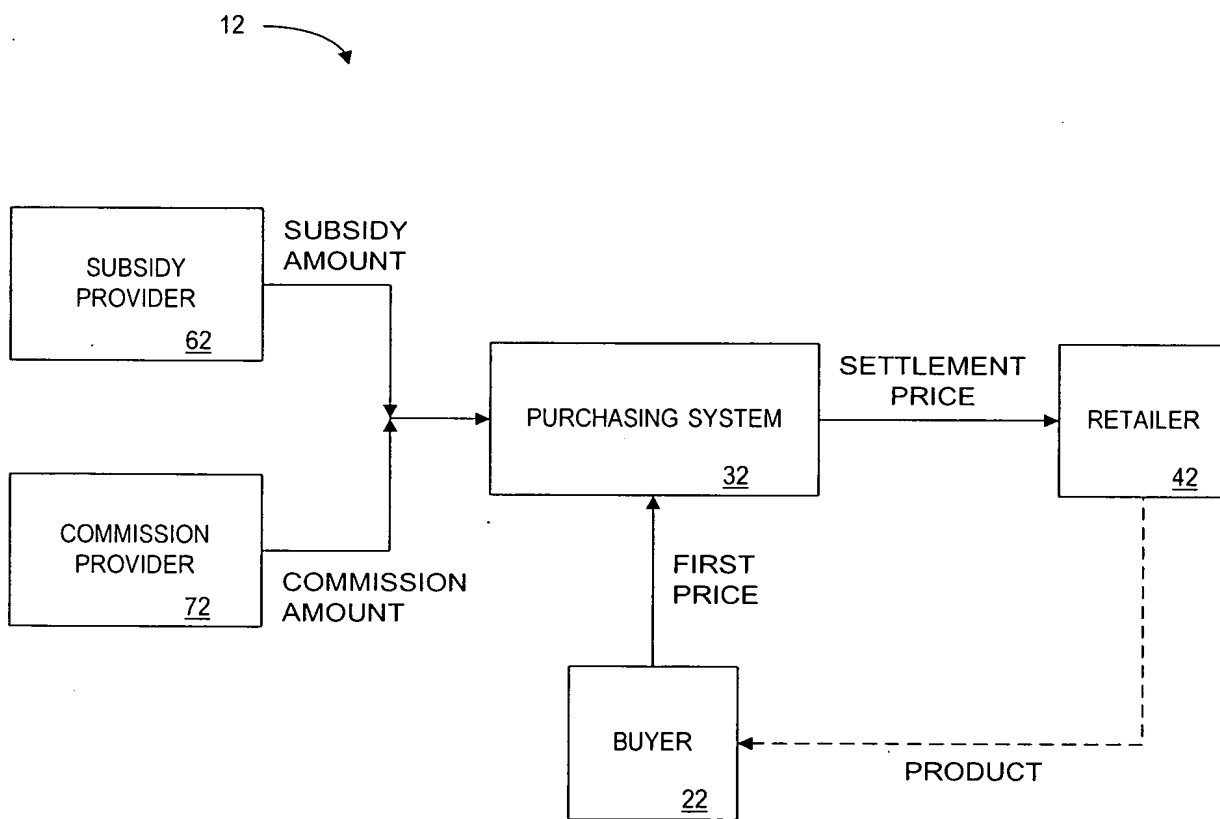 12
SUBSIDY
AMOUNT
SUBSIDY
PROVIDER
62
SETTLEMENT
PRICE
PURCHASING SYSTEM
32
RETAILER
42
COMMISSION
PROVIDER
72
COMMISSION
AMOUNT
FIRST
PRICE
BUYER
22
PRODUCT